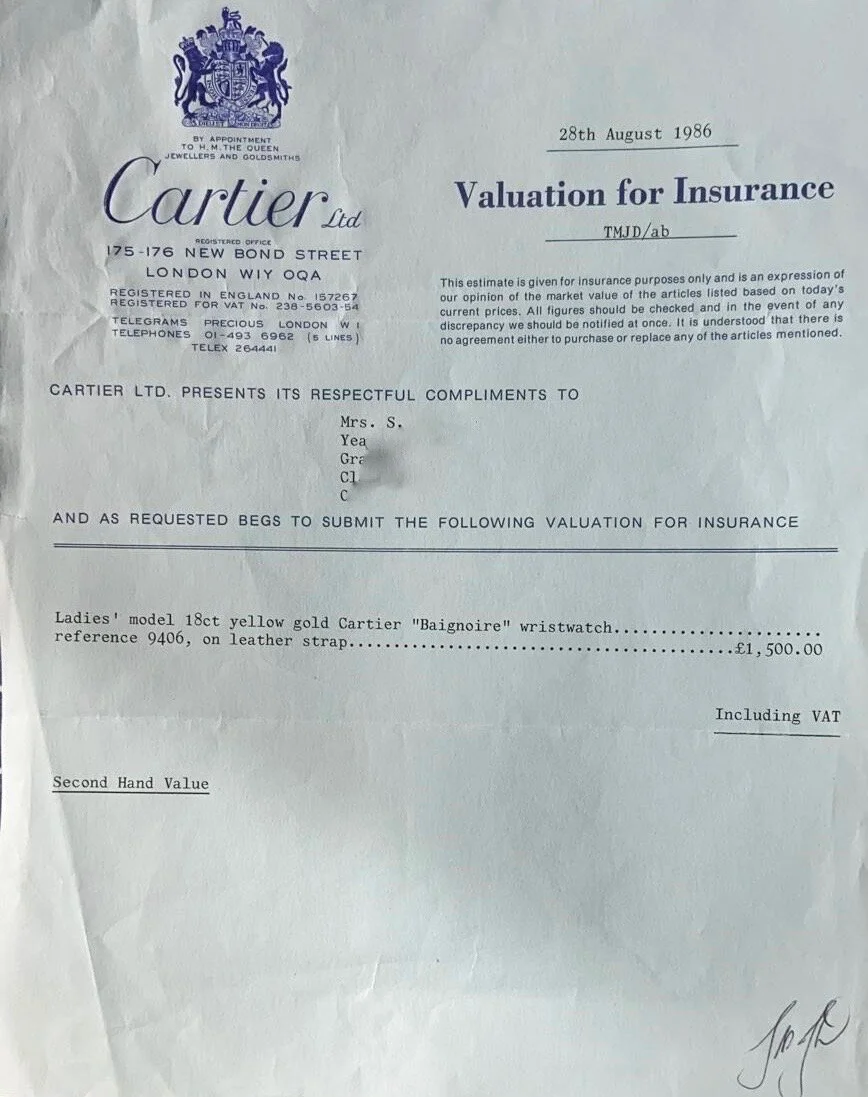 BY APPOINTMENT
TO H.M. THE QUEEN
JEWELLERS AND GOLDSMITHS
Cartier Ltd
REGISTERED OFFICE
175-176 NEW BOND STREET
LONDON W1Y 0QA
REGISTERED IN ENGLAND No. 157267
REGISTERED FOR VAT No. 238-5603-54
TELEGRAMS PRECIOUS LONDON W 1
TELEPHONES 01-493 6962 (5 LINES)
TELEX 264441
28th August 1986
Valuation for Insurance
TMJD/ab
This estimate is given for insurance purposes only and is an expression of
our opinion of the market value of the articles listed based on today's
current prices. All figures should be checked and in the event of any
discrepancy we should be notified at once. It is understood that there is
no agreement either to purchase or replace any of the articles mentioned.
CARTIER LTD. PRESENTS ITS RESPECTFUL COMPLIMENTS TO
Mrs. S.
Yea
Gra
Cl
C
AND AS REQUESTED BEGS TO SUBMIT THE FOLLOWING VALUATION FOR INSURANCE
Ladies' model 18ct yellow gold Cartier "Baignoire" wristwatch.......................
reference 9406, on leather strap..........................................£1,500.00
Including VAT
Second Hand Value